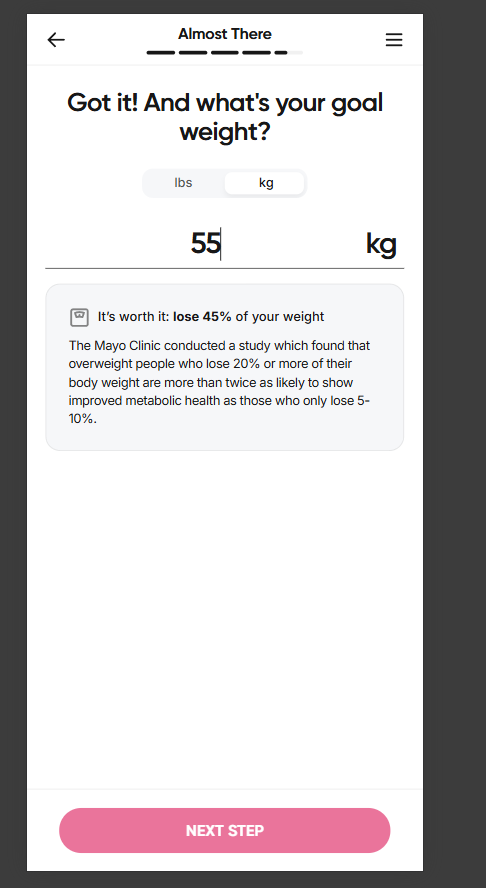 Almost There
Got it! And what's your goal
weight?
lbs kg
55 kg
It's worth it: lose 45% of your weight
The Mayo Clinic conducted a study which found that
overweight people who lose 20% or more of their
body weight are more than twice as likely to show
improved metabolic health as those who only lose 5-
10%.
NEXT STEP